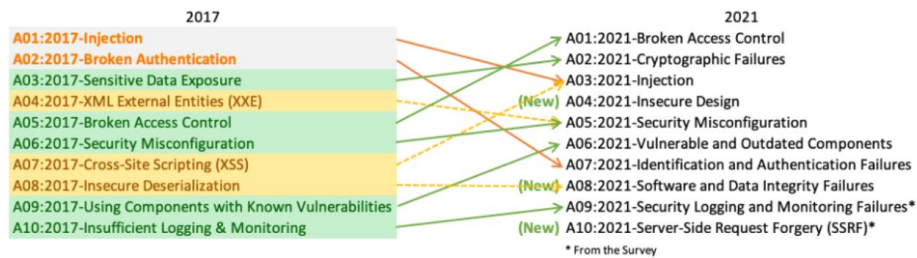 2017
2021
A01:2017-Injection
A02:2017-Broken Authentication
A03:2017-Sensitive Data Exposure
A04:2017-XML External Entities (XXE)
A05:2017-Broken Access Control
A06:2017-Security Misconfiguration
A07:2017-Cross-Site Scripting (XSS)
A08:2017-Insecure Deserialization
A09:2017-Using Components with Known Vulnerabilities
A10:2017-Insufficient Logging & Monitoring
A01:2021-Broken Access Control
A02:2021-Cryptographic Failures
A03:2021-Injection
(New) A04:2021-Insecure Design
A05:2021-Security Misconfiguration
A06:2021-Vulnerable and Outdated Components
A07:2021-Identification and Authentication Failures
(New) A08:2021-Software and Data Integrity Failures
A09:2021-Security Logging and Monitoring Failures*
(New) A10:2021-Server-Side Request Forgery (SSRF)*
* From the Survey